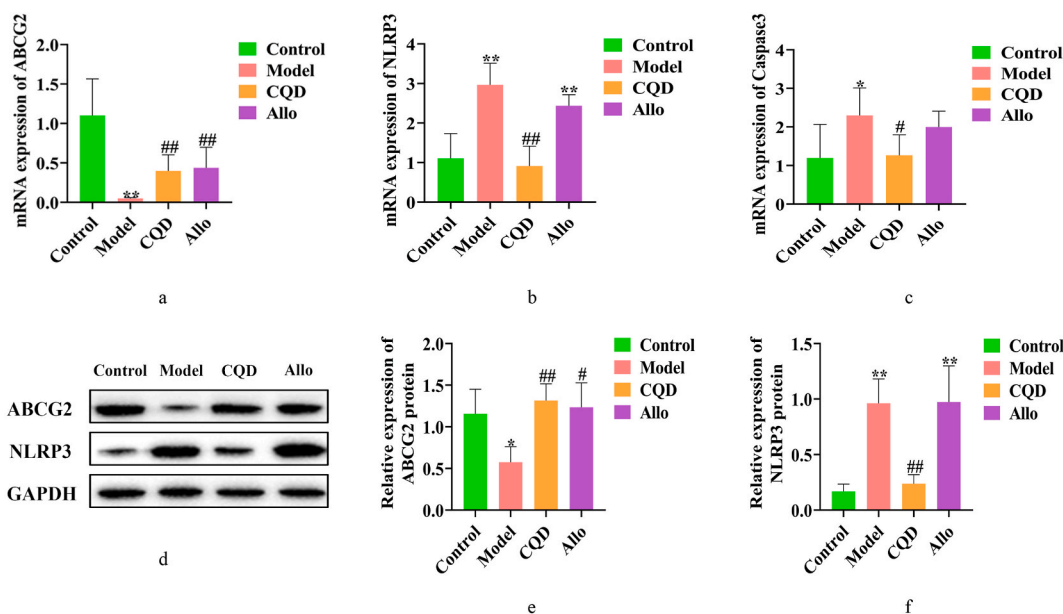 mRNA expression of ABCG2
2.0
1.5
1.0
0.5
0.0
**
##
##
Control
Model
CQD
Allo
Control
Model
CQD
Allo
a
mRNA expression of NLRP3
4
3
2
1
0
**
##
**
Control
Model
CQD
Allo
Control
Model
CQD
Allo
b
mRNA expression of Caspase3
4
3
2
1
0
*
#
Control
Model
CQD
Allo
Control
Model
CQD
Allo
c
Control Model CQD Allo
ABCG2
NLRP3
GAPDH
d
Relative expression of
ABCG2 protein
2.0
1.5
1.0
0.5
0.0
*
##
#
Control
Model
CQD
Allo
Control
Model
CQD
Allo
e
Relative expression of
NLRP3 protein
1.5
1.0
0.5
0.0
**
##
**
Control
Model
CQD
Allo
Control
Model
CQD
Allo
f